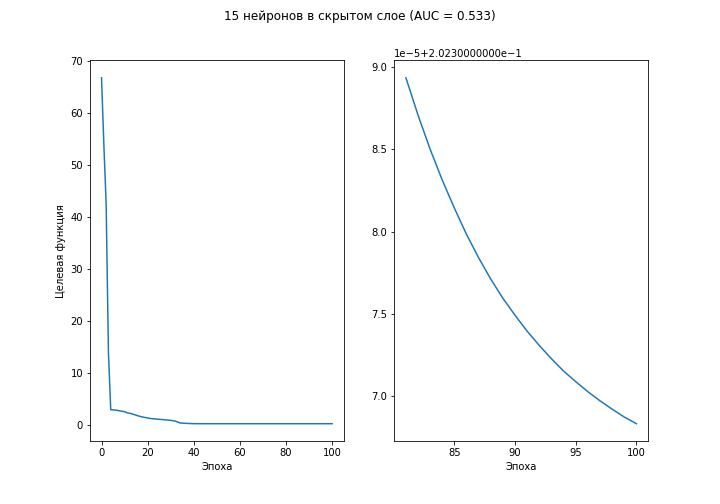 15 нейронов в скрытом слое (AUC = 0.533)
Целевая функция
70
60
50
40
30
20
10
0
0 20 40 60 80 100
Эпоха
1e−5+2.0230000000e−1
9.0
8.5
8.0
7.5
7.0
85 90 95 100
Эпоха